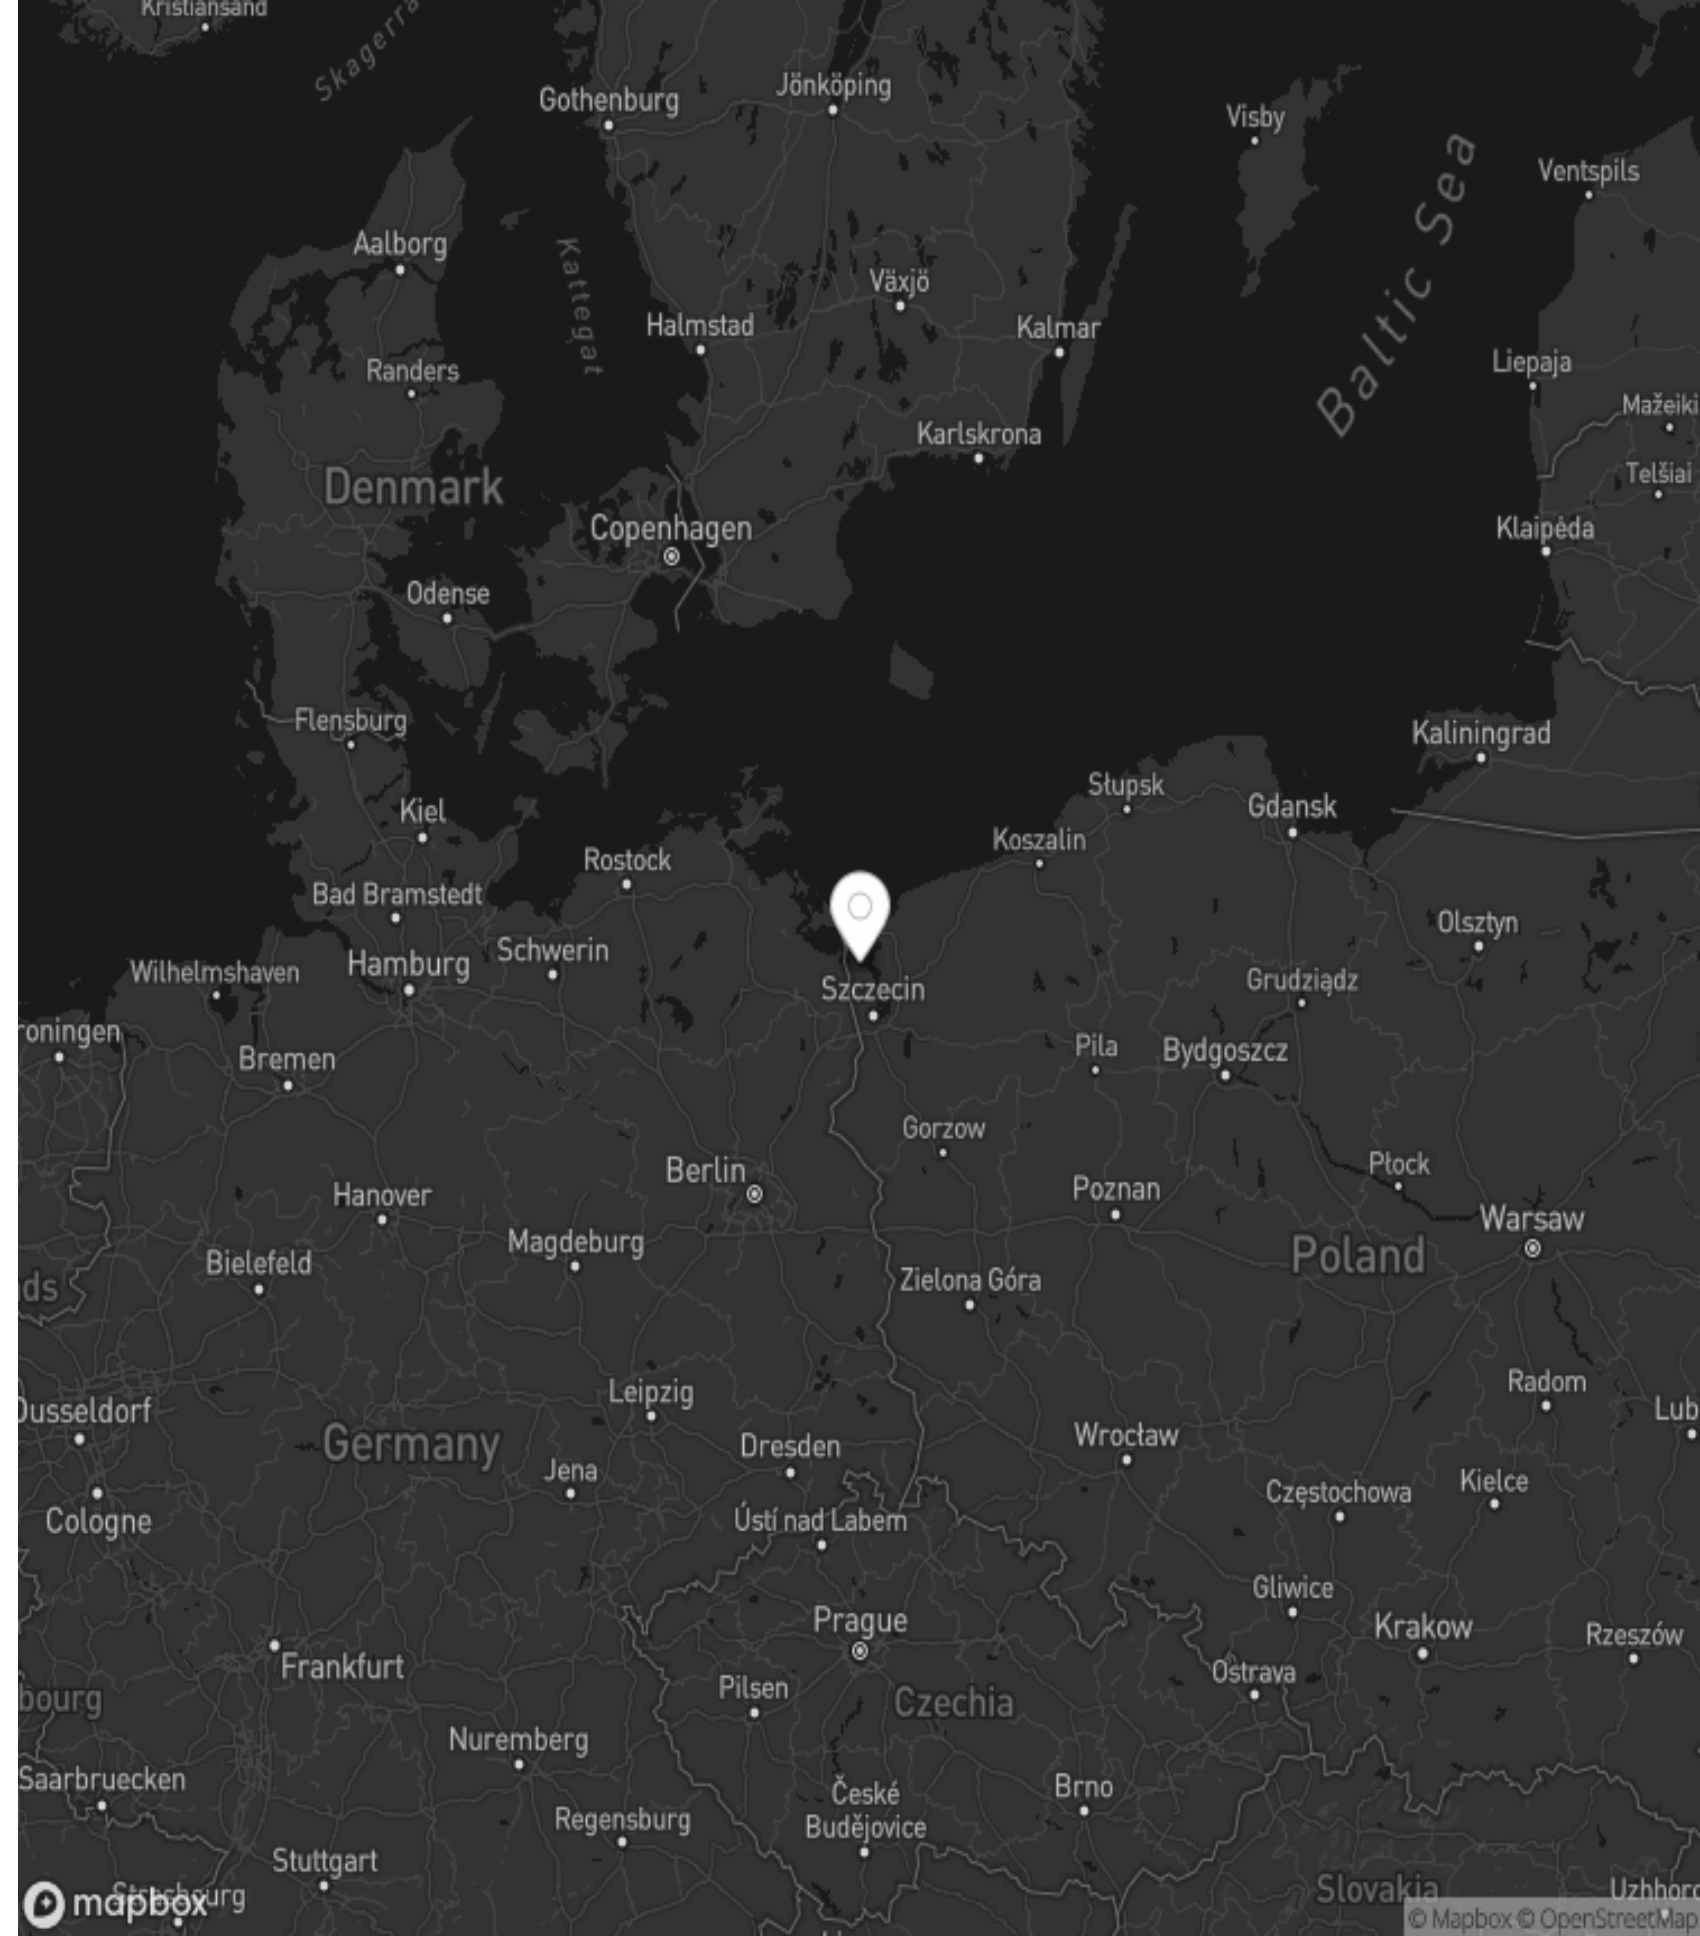 Kristiansand
Skagerra
Gothenburg
Jönköping
Visby
Baltic Sea
Ventspils
Aalborg
Kattegat
Växjö
Halmstad
Kalmar
Liepaja
Randers
Mažeiki
Karlskrona
Telšiai
Denmark
Copenhagen
Klaipėda
Odense
Flensburg
Kaliningrad
Słupsk
Gdansk
Kiel
Koszalin
Rostock
Bad Bramstedt
Olsztyn
Schwerin
Hamburg
Wilhelmshaven
Grudziądz
Szczecin
roningen
Bremen
Pila
Bydgoszcz
Gorzow
Płock
Berlin
Hanover
Poznan
Warsaw
Magdeburg
Poland
Bielefeld
Zielona Góra
ds
Radom
Leipzig
Dusseldorf
Lub
Germany
Dresden
Wrocław
Jena
Kielce
Częstochowa
Cologne
Ústí nad Labem
Gliwice
Prague
Krakow
Rzeszów
Frankfurt
Ostrava
Pilsen
bourg
Czechia
Nuremberg
Saarbruecken
Brno
České
Budějovice
Regensburg
Stuttgart
Slovakia
Uzhhoro
Strasbourg
mapbox
© Mapbox © OpenStreetMap